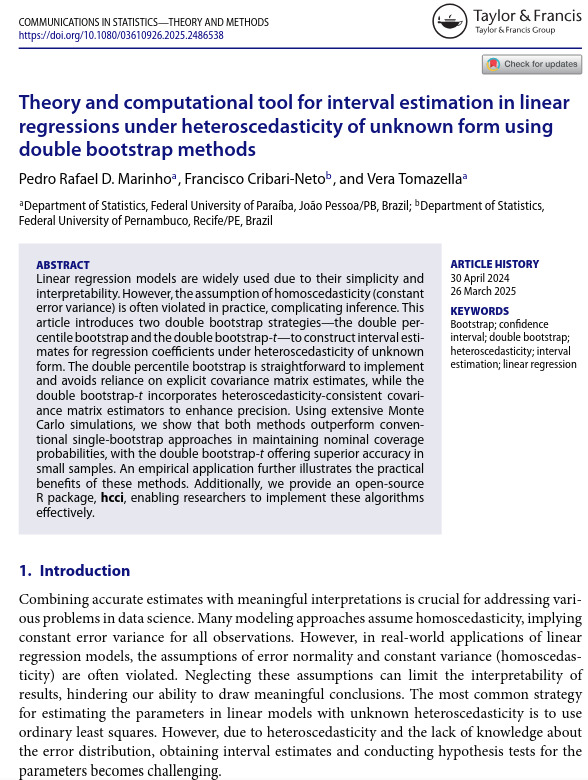 COMMUNICATIONS IN STATISTICS—THEORY AND METHODS
https://doi.org/10.1080/03610926.2025.2486538
Taylor & Francis
Taylor & Francis Group
Check for updates
Theory and computational tool for interval estimation in linear
regressions under heteroscedasticity of unknown form using
double bootstrap methods
Pedro Rafael D. Marinhoa, Francisco Cribari-Netob, and Vera Tomazellaa
aDepartment of Statistics, Federal University of Paraíba, João Pessoa/PB, Brazil; bDepartment of Statistics,
Federal University of Pernambuco, Recife/PE, Brazil
ABSTRACT
Linear regression models are widely used due to their simplicity and
interpretability. However, the assumption of homoscedasticity (constant
error variance) is often violated in practice, complicating inference. This
article introduces two double bootstrap strategies—the double per-
centile bootstrap and the double bootstrap-t—to construct interval esti-
mates for regression coefficients under heteroscedasticity of unknown
form. The double percentile bootstrap is straightforward to implement
and avoids reliance on explicit covariance matrix estimates, while the
double bootstrap-t incorporates heteroscedasticity-consistent covari-
ance matrix estimators to enhance precision. Using extensive Monte
Carlo simulations, we show that both methods outperform conven-
tional single-bootstrap approaches in maintaining nominal coverage
probabilities, with the double bootstrap-t offering superior accuracy in
small samples. An empirical application further illustrates the practical
benefits of these methods. Additionally, we provide an open-source
R package, hcci, enabling researchers to implement these algorithms
effectively.
ARTICLE HISTORY
30 April 2024
26 March 2025
KEYWORDS
Bootstrap; confidence
interval; double bootstrap;
heteroscedasticity; interval
estimation; linear regression
1. Introduction
Combining accurate estimates with meaningful interpretations is crucial for addressing vari-
ous problems in data science. Many modeling approaches assume homoscedasticity, implying
constant error variance for all observations. However, in real-world applications of linear
regression models, the assumptions of error normality and constant variance (homoscedas-
ticity) are often violated. Neglecting these assumptions can limit the interpretability of
results, hindering our ability to draw meaningful conclusions. The most common strategy
for estimating the parameters in linear models with unknown heteroscedasticity is to use
ordinary least squares. However, due to heteroscedasticity and the lack of knowledge about
the error distribution, obtaining interval estimates and conducting hypothesis tests for the
parameters becomes challenging.